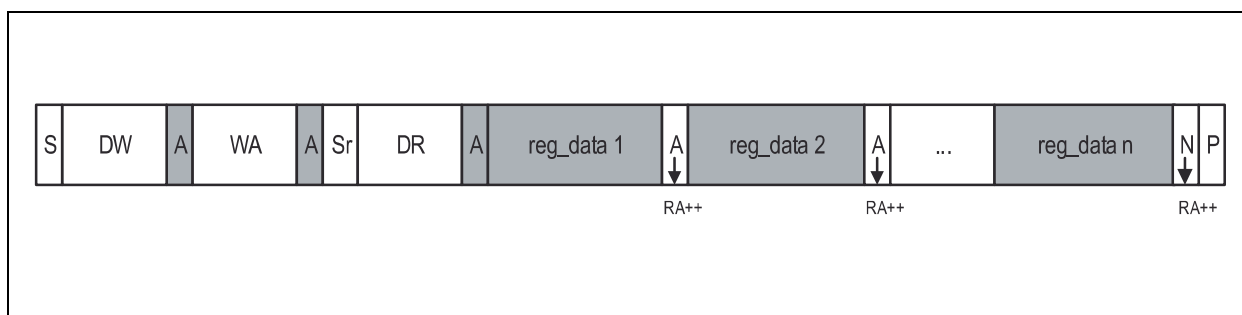 S DW A WA A Sr DR A reg_data 1 A reg_data 2 A ... reg_data n N P
RA++ RA++ RA++